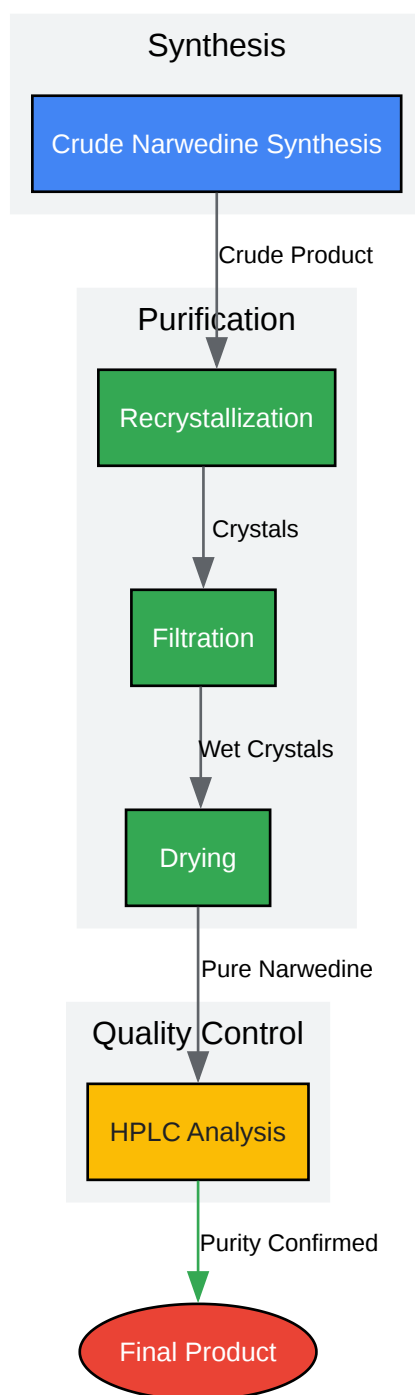 Synthesis
Crude Narwedine Synthesis
Crude Product
Purification
Recrystallization
Crystals
Filtration
Wet Crystals
Drying
Pure Narwedine
Quality Control
HPLC Analysis
Purity Confirmed
Final Product